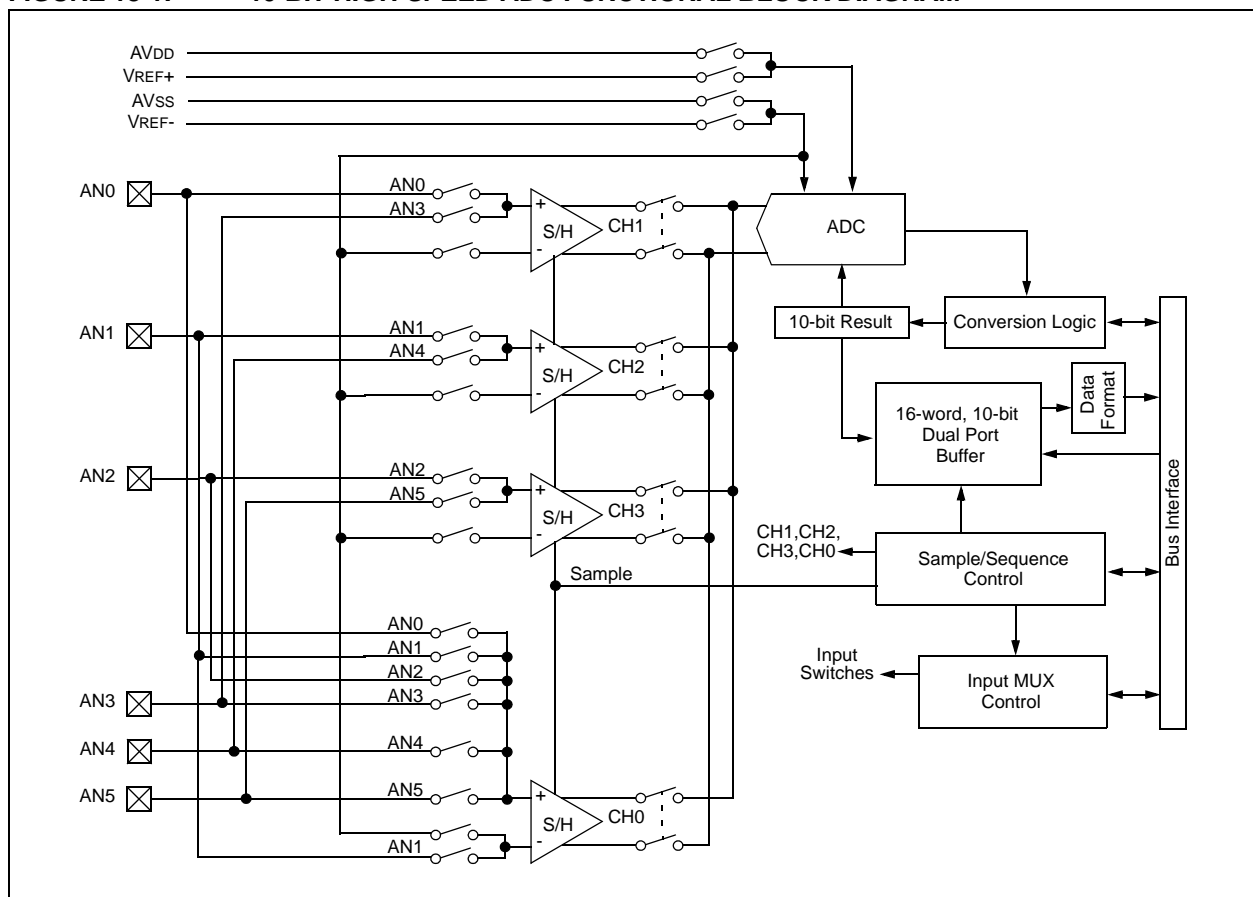 AVDD
VREF+
AVSS
VREF-
AN0
AN0
AN3
+
-
S/H
CH1
ADC
10-bit Result
Conversion Logic
AN1
AN1
AN4
+
-
S/H
CH2
16-word, 10-bit
Dual Port
Buffer
Data
Format
AN2
AN2
AN5
+
-
S/H
CH3
CH1,CH2,
CH3,CH0
Sample
Sample/Sequence
Control
Bus Interface
AN0
AN1
AN2
AN3
AN3
Input
Switches
Input MUX
Control
AN4
AN4
AN5
AN5
+
-
S/H
CH0
AN1